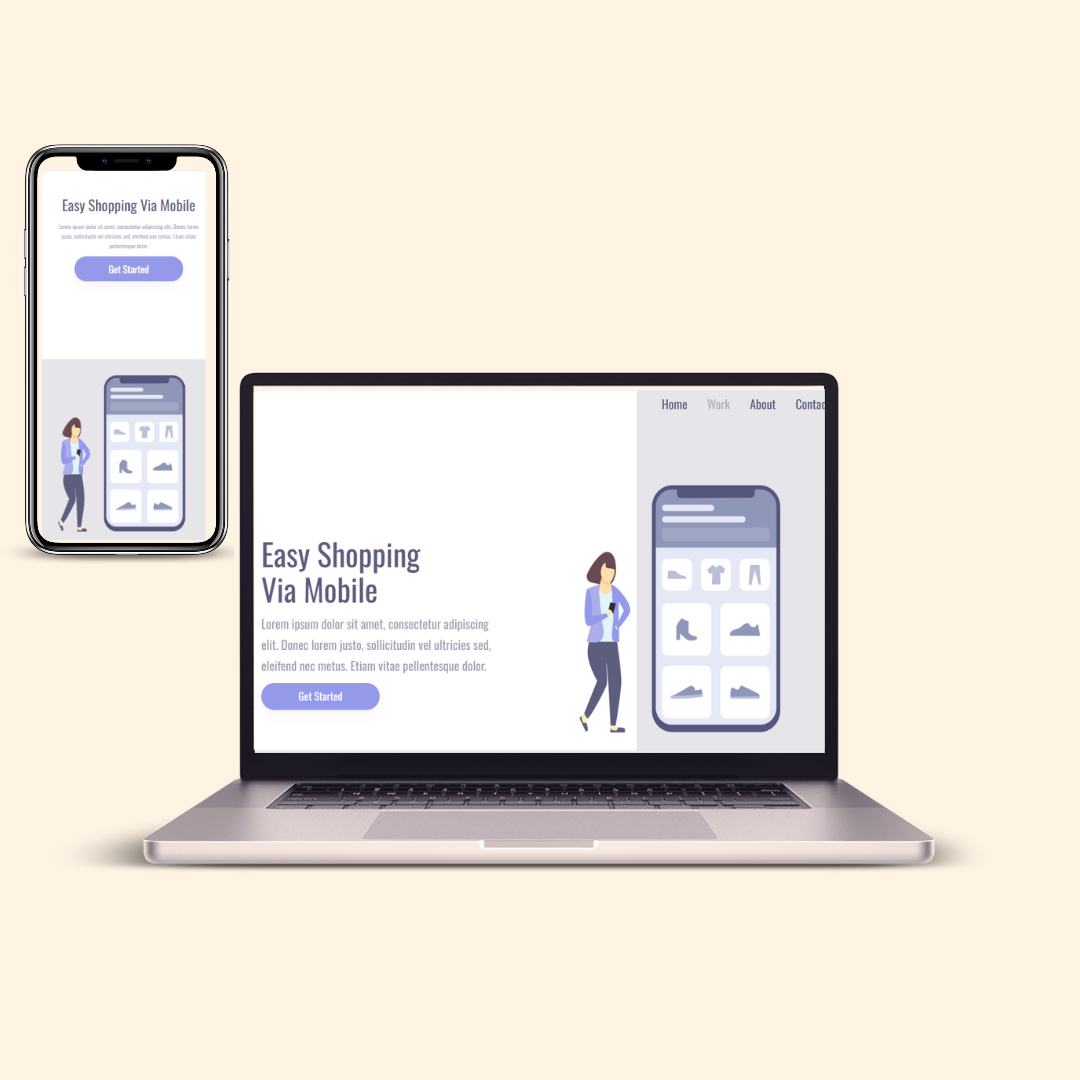 Easy Shopping Via Mobile
Lorem ipsum dolor sit amet, consectetur adipiscing elit. Donec lorem
justo, sollicitudin vel ultricies sed, eleifend nec metus. Etiam vitae
pellentesque dolor.
Get Started
Home Work About Contac
Easy Shopping
Via Mobile
Lorem ipsum dolor sit amet, consectetur adipiscing
elit. Donec lorem justo, sollicitudin vel ultricies sed,
eleifend nec metus. Etiam vitae pellentesque dolor.
Get Started